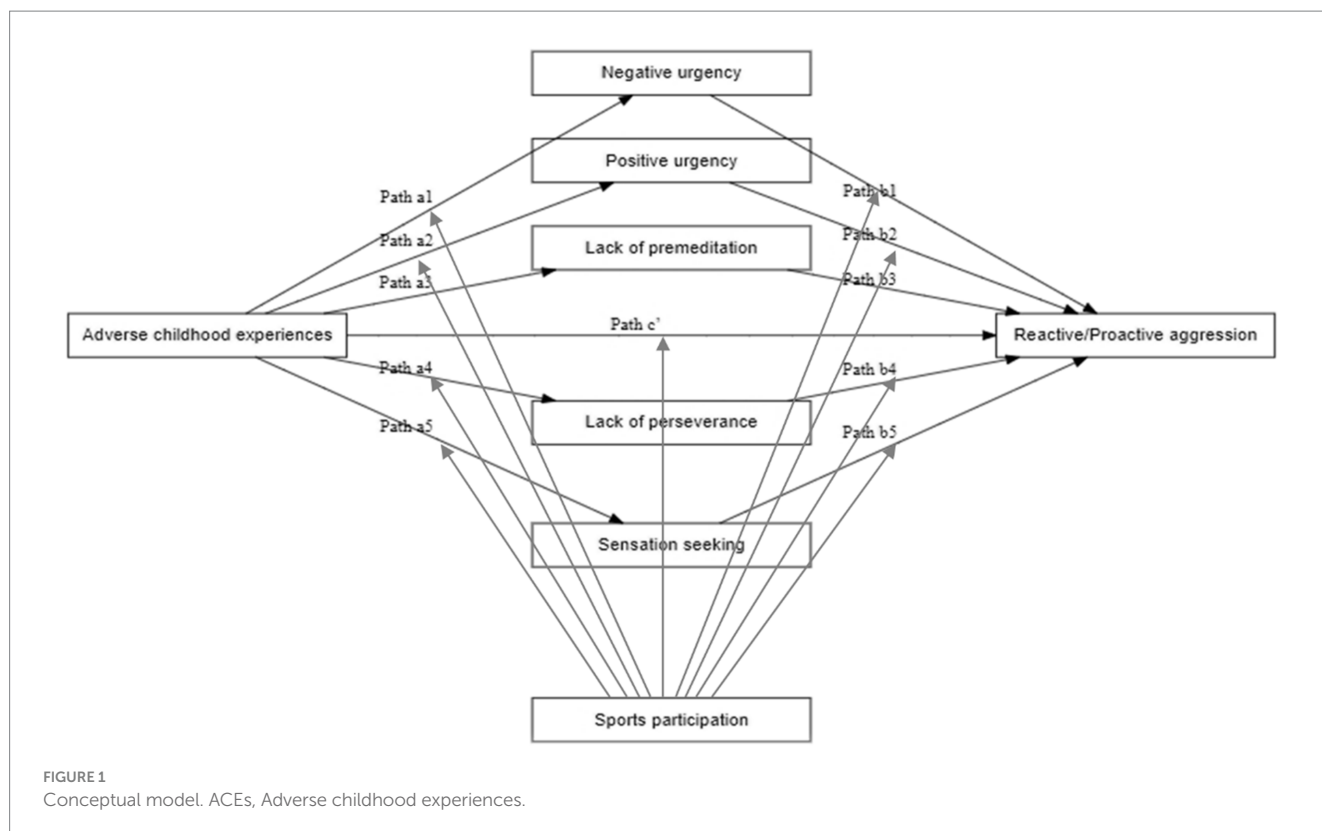 Negative urgency
Positive urgency
Path a1
Path b1
Path a2
Path b2
Lack of premeditation
Path a3
Path b3
Path c'
Adverse childhood experiences
Reactive/Proactive aggression
Path a4
Path b4
Lack of perseverance
Path a5
Path b5
Sensation seeking
Sports participation
FIGURE 1
Conceptual model. ACEs, Adverse childhood experiences.